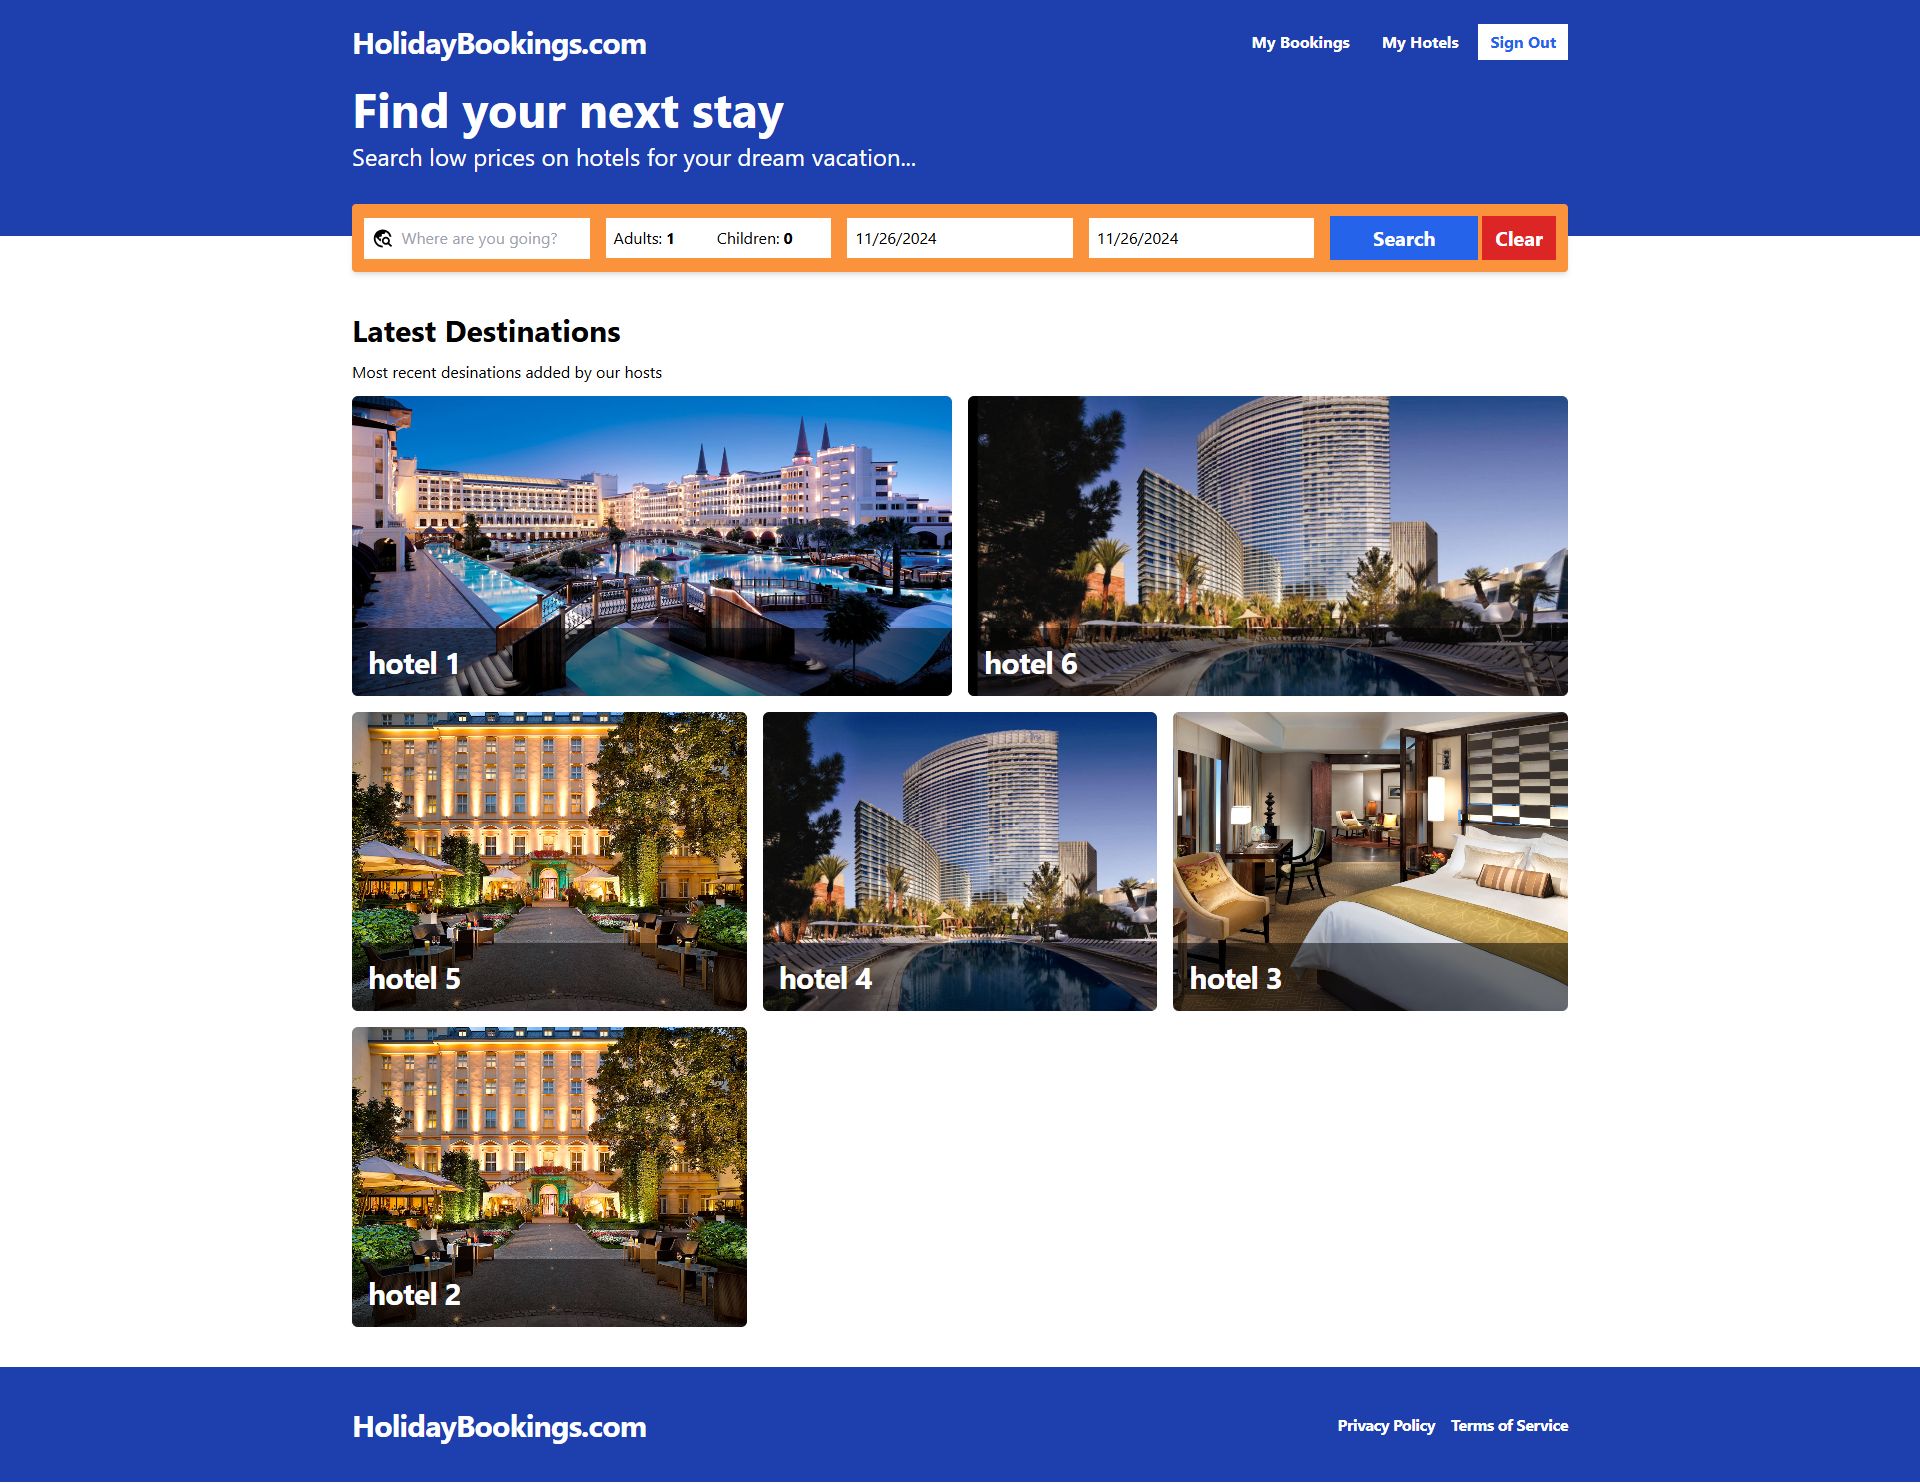 HolidayBookings.com
My Bookings My Hotels Sign Out
Find your next stay
Search low prices on hotels for your dream vacation...
Where are you going? Adults: 1 Children: 0 11/26/2024 11/26/2024 Search Clear
Latest Destinations
Most recent desinations added by our hosts
hotel 1
hotel 6
hotel 5
hotel 4
hotel 3
hotel 2
HolidayBookings.com
Privacy Policy Terms of Service